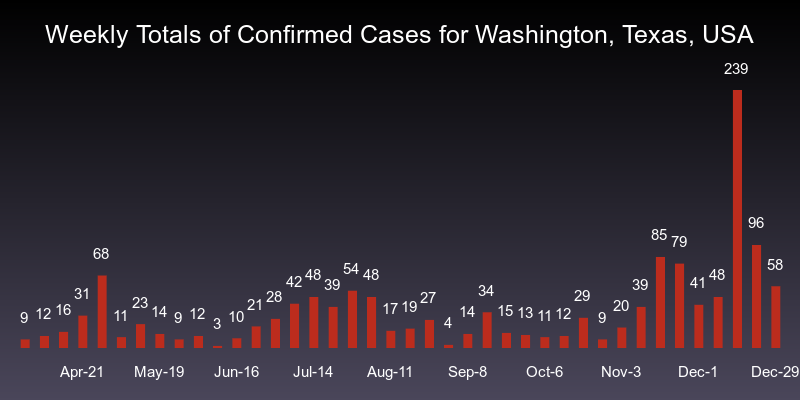 Weekly Totals of Confirmed Cases for Washington, Texas, USA
9 12 16 31 68 11 23 14 9 12 3 10 21 28 42 48 39 54 48 17 19 27 4 14 34 15 13 11 12 29 9 20 39 85 79 41 48 239 96 58
Apr-21 May-19 Jun-16 Jul-14 Aug-11 Sep-8 Oct-6 Nov-3 Dec-1 Dec-29